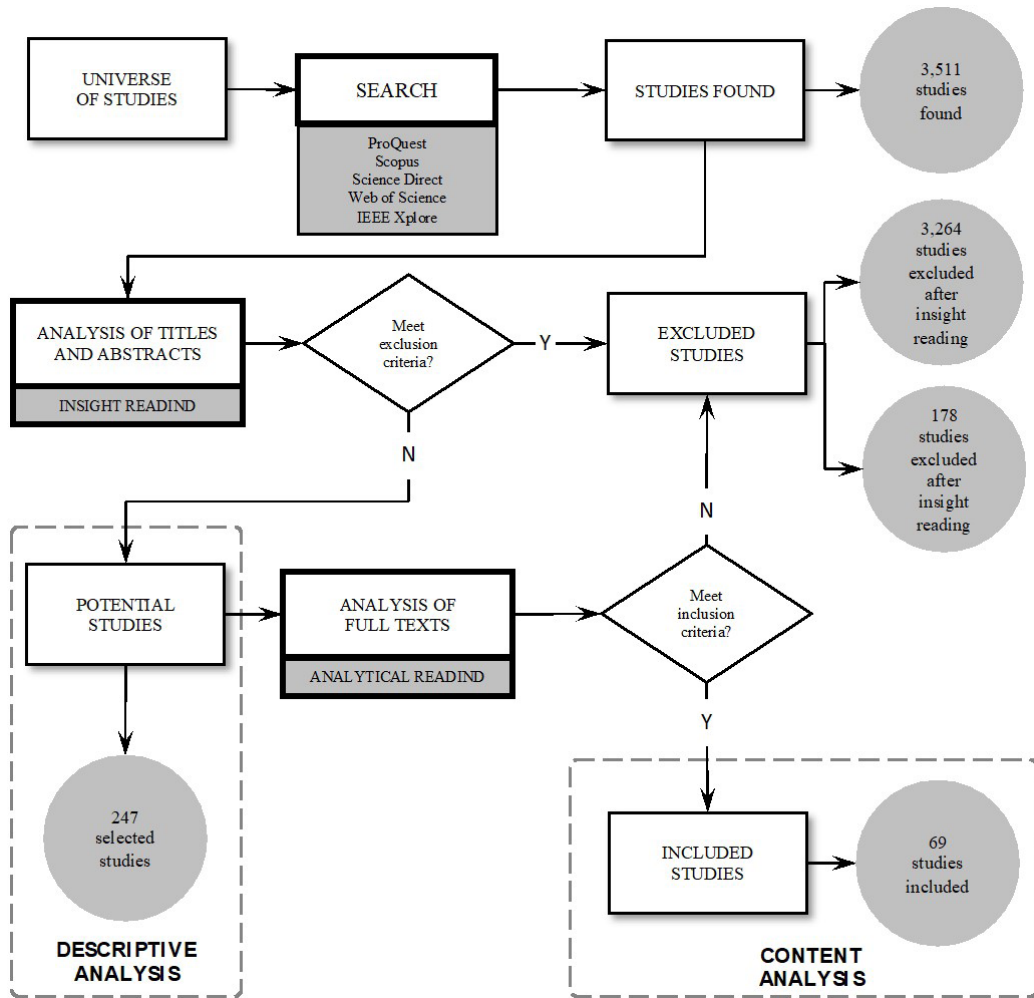 UNIVERSE
OF STUDIES
SEARCH
ProQuest
Scopus
Science Direct
Web of Science
IEEE Xplore
STUDIES FOUND
3,511
studies
found
ANALYSIS OF TITLES
AND ABSTRACTS
INSIGHT READIND
Meet
exclusion
criteria?
Y
N
EXCLUDED
STUDIES
3,264
studies
excluded
after
insight
reading
178
studies
excluded
after
insight
reading
POTENTIAL
STUDIES
247
selected
studies
DESCRIPTIVE
ANALYSIS
ANALYSIS OF
FULL TEXTS
ANALYTICAL READIND
Meet
inclusion
criteria?
N
Y
INCLUDED
STUDIES
69
studies
included
CONTENT
ANALYSIS